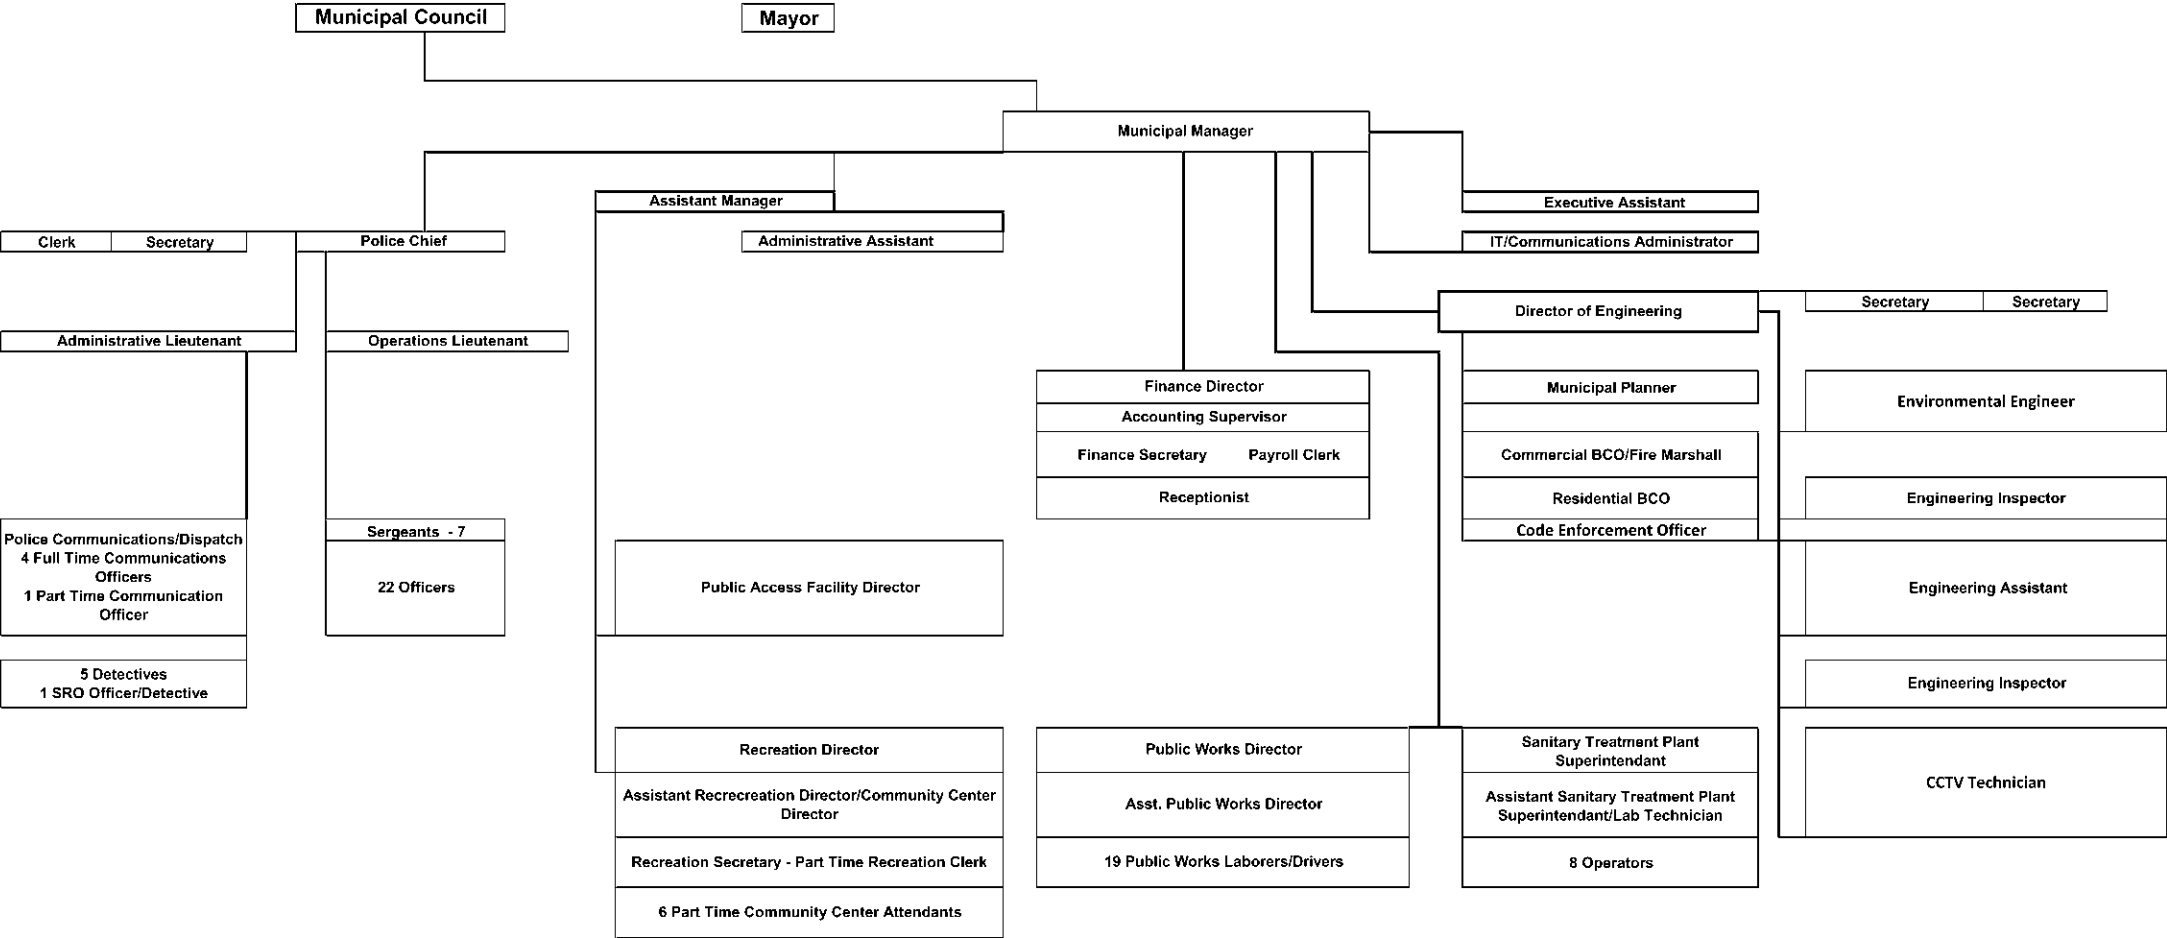 Municipal Council
Mayor
Municipal Manager
Assistant Manager
Executive Assistant
Clerk
Secretary
Police Chief
Administrative Assistant
IT/Communications Administrator
Director of Engineering
Secretary
Secretary
Administrative Lieutenant
Operations Lieutenant
Finance Director
Municipal Planner
Environmental Engineer
Accounting Supervisor
Finance Secretary Payroll Clerk
Commercial BCO/Fire Marshall
Receptionist
Residential BCO
Engineering Inspector
Police Communications/Dispatch
4 Full Time Communications
Officers
1 Part Time Communication
Officer
Sergeants - 7
22 Officers
Code Enforcement Officer
Public Access Facility Director
Engineering Assistant
5 Detectives
1 SRO Officer/Detective
Engineering Inspector
Recreation Director
Public Works Director
Sanitary Treatment Plant
Superintendant
CCTV Technician
Assistant Recrecreation Director/Community Center
Director
Asst. Public Works Director
Assistant Sanitary Treatment Plant
Superintendant/Lab Technician
Recreation Secretary - Part Time Recreation Clerk
19 Public Works Laborers/Drivers
8 Operators
6 Part Time Community Center Attendants